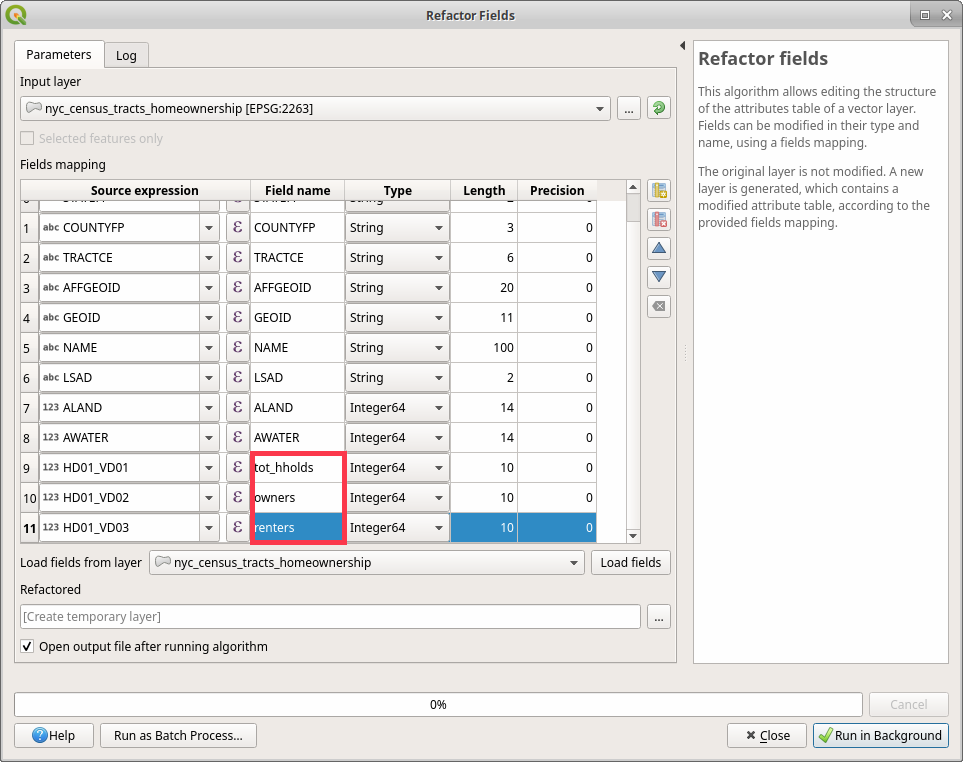 Refactor Fields
Parameters
Log
Input layer
nyc_census_tracts_homeownership [EPSG:2263]
...
Selected features only
Fields mapping
Source expression Field name Type Length Precision
1 abc COUNTYFP ε COUNTYFP String 3 0
2 abc TRACTCE ε TRACTCE String 6 0
3 abc AFFGEOID ε AFFGEOID String 20 0
4 abc GEOID ε GEOID String 11 0
5 abc NAME ε NAME String 100 0
6 abc LSAD ε LSAD String 2 0
7 123 ALAND ε ALAND Integer64 14 0
8 123 AWATER ε AWATER Integer64 14 0
9 123 HD01_VD01 ε tot_hholds Integer64 10 0
10 123 HD01_VD02 ε owners Integer64 10 0
11 123 HD01_VD03 ε renters Integer64 10 0
Load fields from layer nyc_census_tracts_homeownership Load fields
Refactored
[Create temporary layer] ...
Open output file after running algorithm
Refactor fields
This algorithm allows editing the structure
of the attributes table of a vector layer.
Fields can be modified in their type and
name, using a fields mapping.
The original layer is not modified. A new
layer is generated, which contains a
modified attribute table, according to the
provided fields mapping.
0%
Cancel
Help
Run as Batch Process...
Close
Run in Background